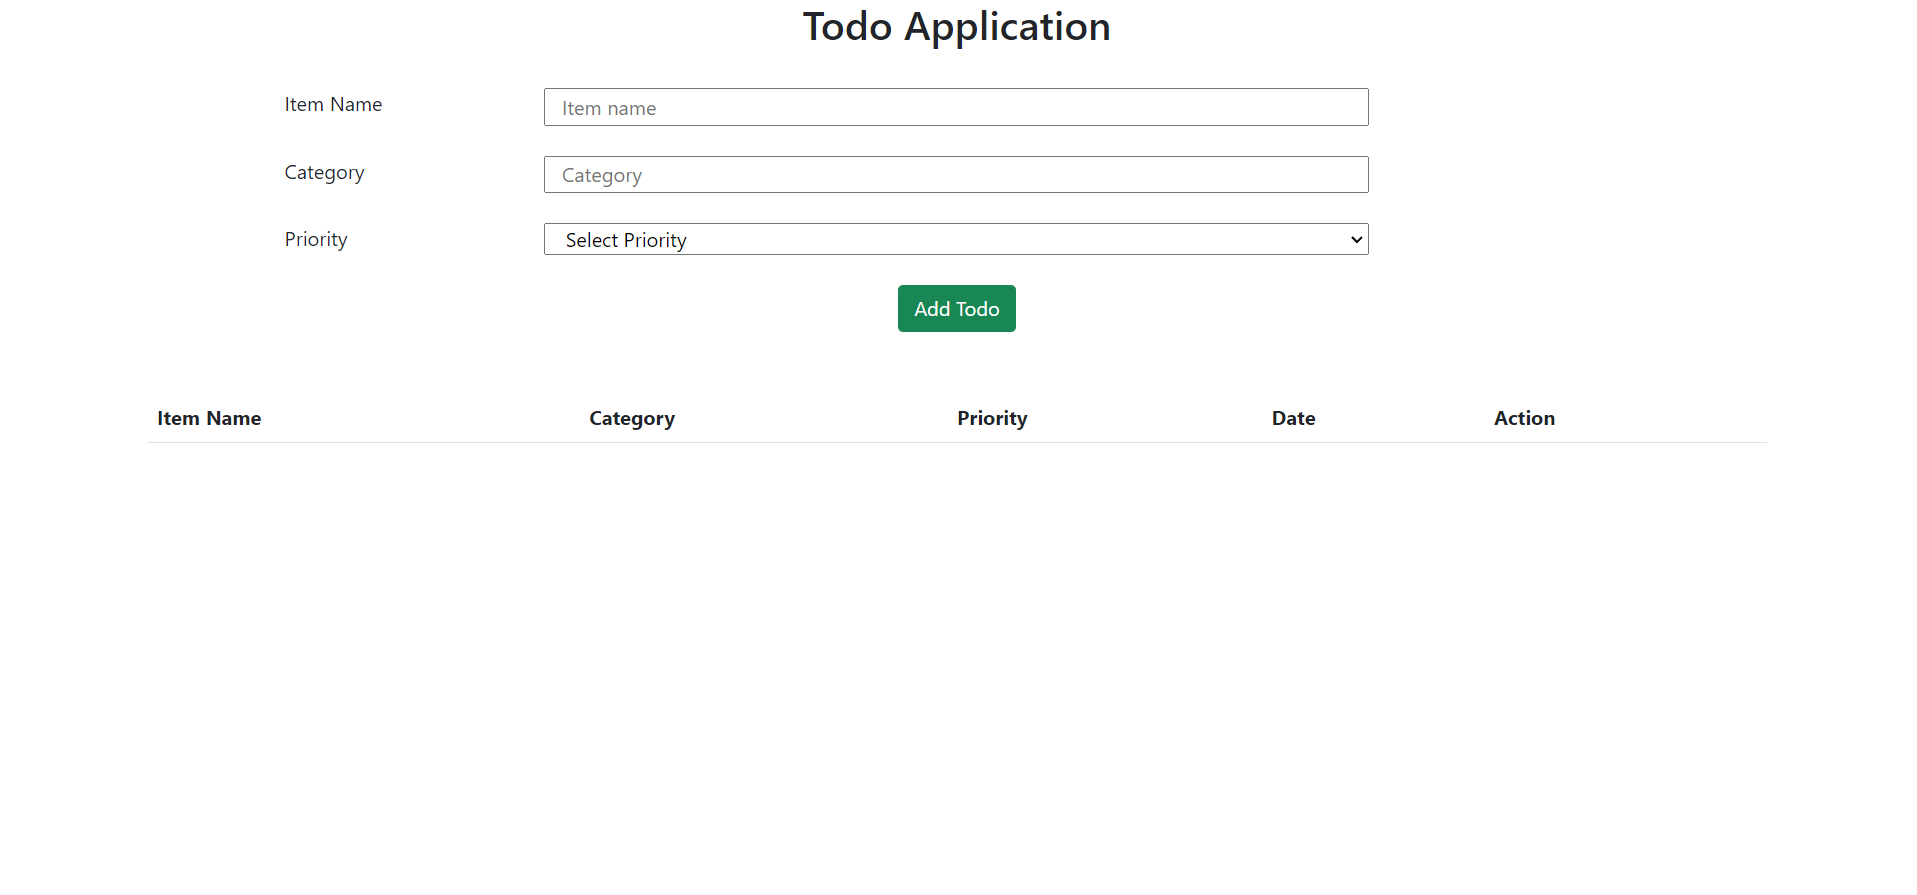 Todo Application
Item Name
Item name
Category
Category
Priority
Select Priority
Add Todo
Item Name Category Priority Date Action